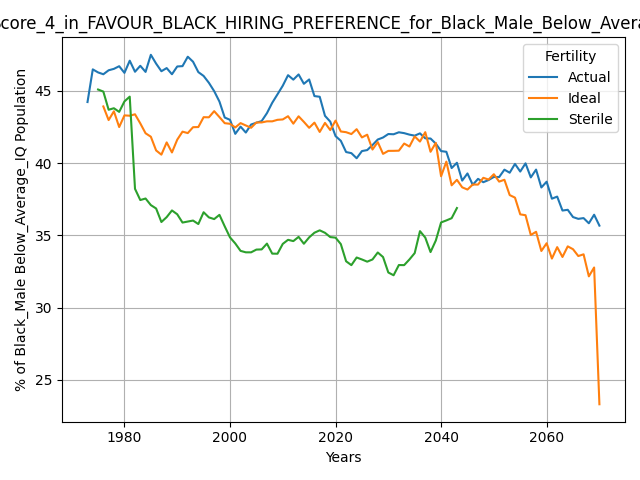 core_4_in_FAVOUR_BLACK_HIRING_PREFERENCE_for_Black_Male_Below_Avera
Fertility
Actual
Ideal
Sterile
% of Black_Male Below_Average_IQ Population
45
40
35
30
25
1980
2000
2020
2040
2060
Years